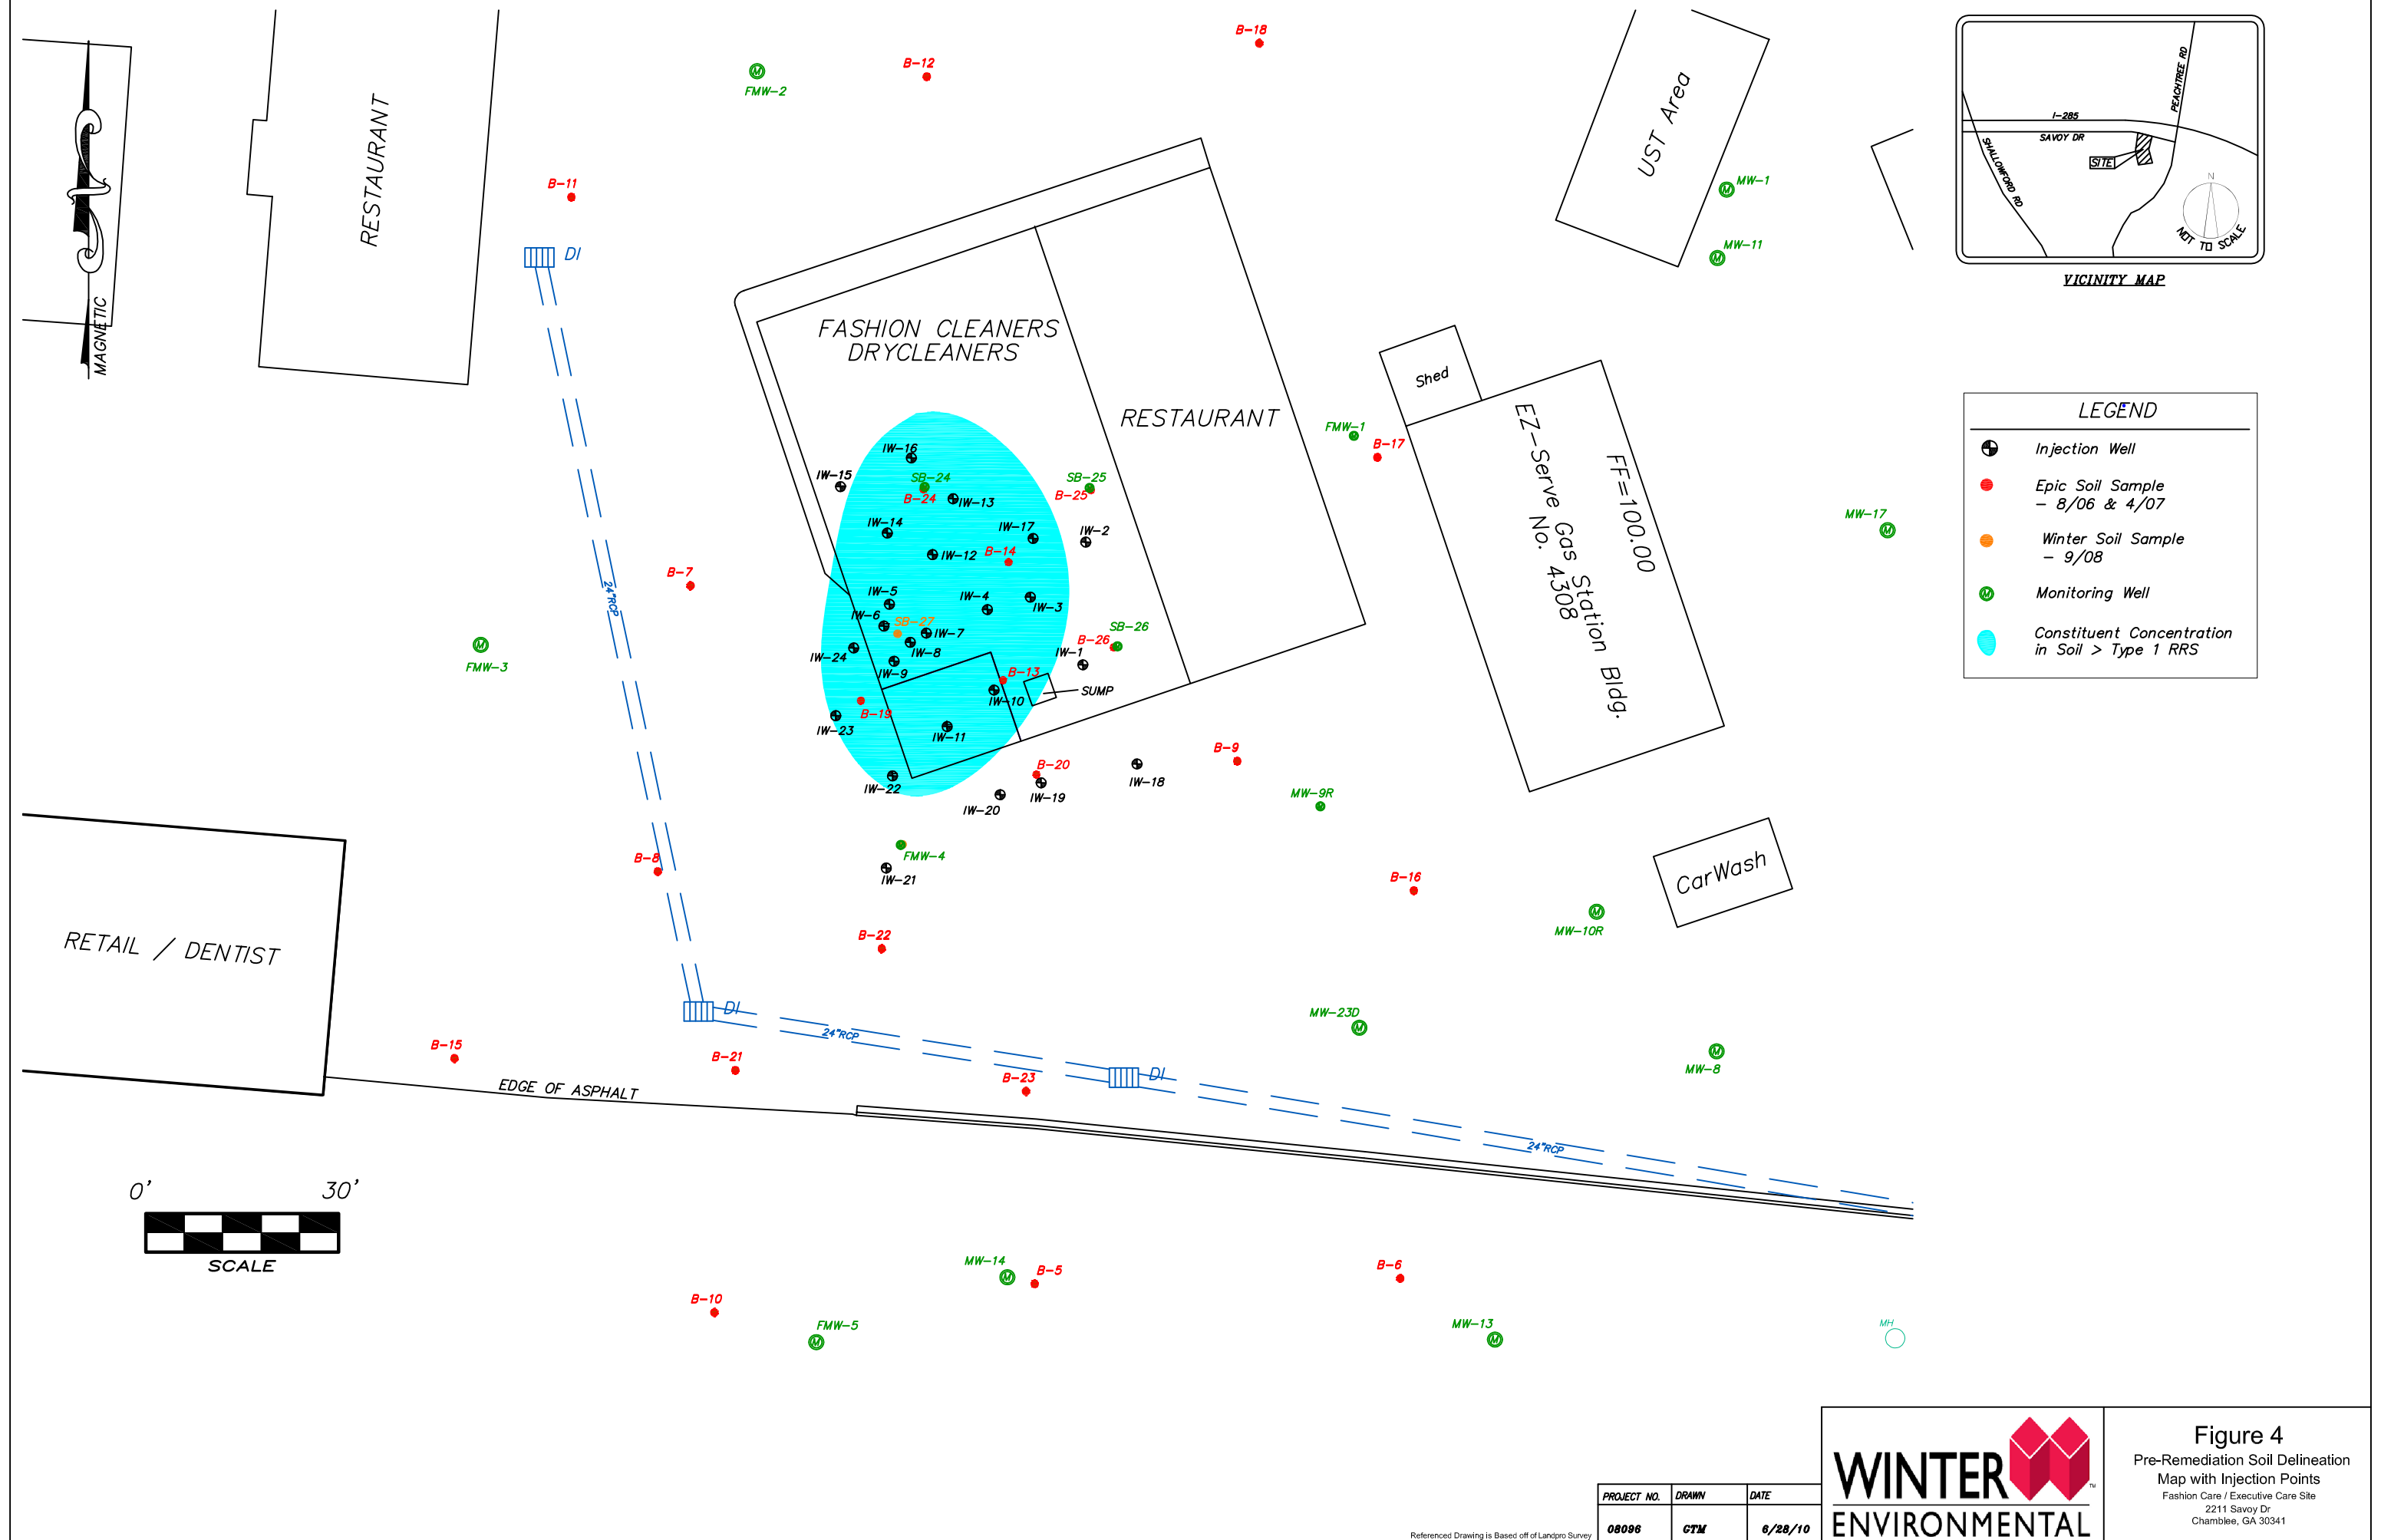 B-18
B-12
FMW-2
RESTAURANT
UST Area
MAGNETIC
B-11
MW-1
MW-11
DI
I-285
SAVOY DR
SITE
PEACHTREE RD
SHALLOWFORD RD
N
NOT TO SCALE
VICINITY MAP
FASHION CLEANERS
DRYCLEANERS
RESTAURANT
Shed
EZ-Serve Gas Station Bldg.
No. 4308
FF=100.00
FMW-1
B-17
LEGEND
Injection Well
Epic Soil Sample
- 8/06 & 4/07
Winter Soil Sample
- 9/08
Monitoring Well
Constituent Concentration
in Soil > Type 1 RRS
IW-16
IW-15
SB-24
B-24
IW-13
SB-25
B-25
IW-14
IW-17
IW-2
IW-12
B-14
MW-17
B-7
24"RCP
IW-5
IW-4
IW-3
IW-6
SB-27
IW-7
SB-26
B-26
IW-8
IW-24
IW-1
IW-9
B-13
SUMP
IW-10
FMW-3
B-19
IW-23
IW-11
B-9
B-20
IW-18
IW-22
IW-19
IW-20
MW-9R
FMW-4
B-8
IW-21
B-16
CarWash
RETAIL / DENTIST
B-22
MW-10R
DI
MW-23D
24"RCP
B-15
B-21
MW-8
B-23
DI
EDGE OF ASPHALT
24"RCP
0' 30'
SCALE
MW-14
B-5
B-6
B-10
FMW-5
MW-13
MH
Referenced Drawing is Based off of Landpro Survey
PROJECT NO. DRAWN DATE
08096 GTM 6/28/10
WINTER
TM
ENVIRONMENTAL
Figure 4
Pre-Remediation Soil Delineation
Map with Injection Points
Fashion Care / Executive Care Site
2211 Savoy Dr
Chamblee, GA 30341